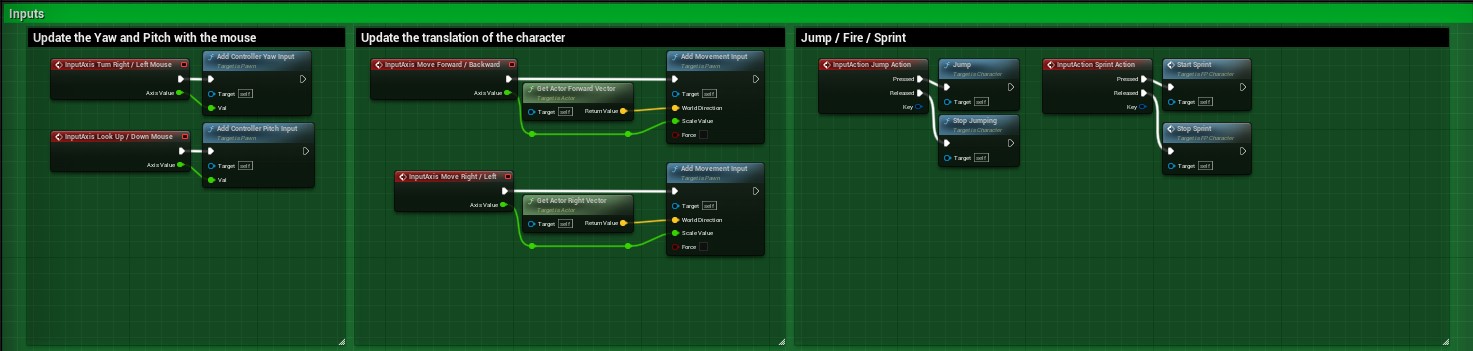 Inputs
Update the Yaw and Pitch with the mouse
InputAxis Turn Right / Left Mouse
Axis Value
Add Controller Yaw Input
Target is Pawn
Target self
Val
InputAxis Look Up / Down Mouse
Axis Value
Add Controller Pitch Input
Target is Pawn
Target self
Val
Update the translation of the character
InputAxis Move Forward / Backward
Axis Value
Get Actor Forward Vector
Target is Actor
Target self Return Value
Add Movement Input
Target is Pawn
Target self
World Direction
Scale Value
Force
InputAxis Move Right / Left
Axis Value
Get Actor Right Vector
Target is Actor
Target self Return Value
Add Movement Input
Target is Pawn
Target self
World Direction
Scale Value
Force
Jump / Fire / Sprint
InputAction Jump Action
Pressed
Released
Key
Jump
Target is Character
Target self
Stop Jumping
Target is Character
Target self
InputAction Sprint Action
Pressed
Released
Key
Start Sprint
Target is FP Character
Target self
Stop Sprint
Target is FP Character
Target self